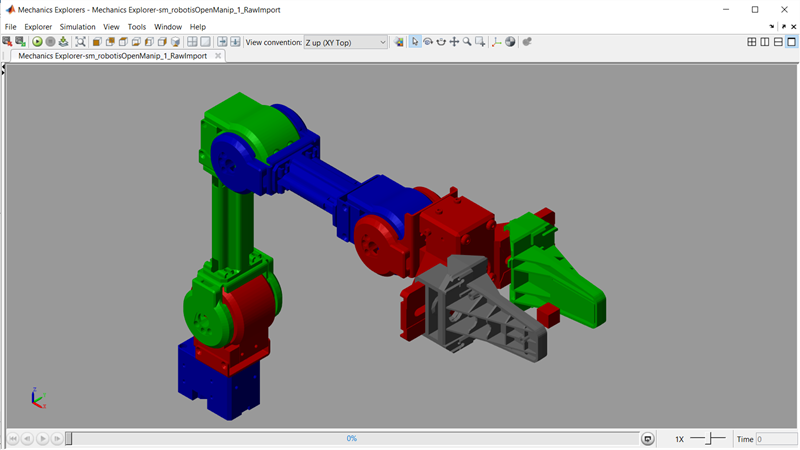 Mechanics Explorers - Mechanics Explorer-sm_robotisOpenManip_1_RawImport
File Explorer Simulation View Tools Window Help
View convention: Z up (XY Top)
Mechanics Explorer-sm_robotisOpenManip_1_RawImport
Z
Y
X
0%
1X
Time 0